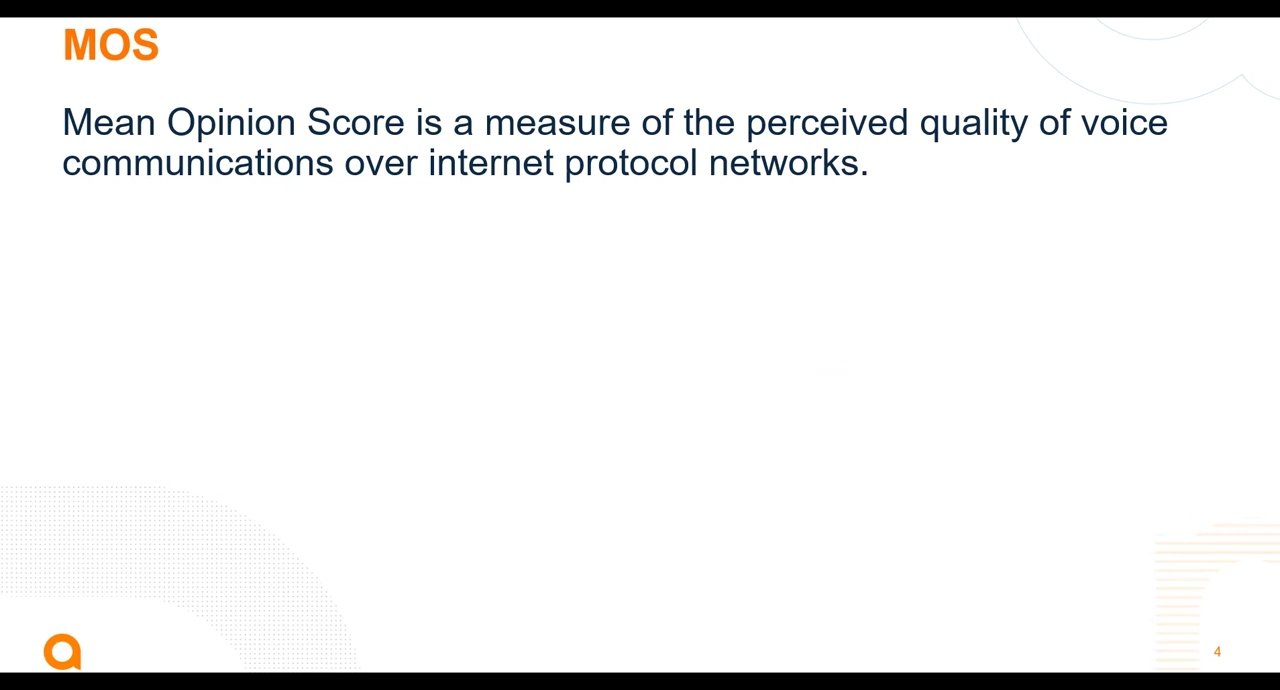 MOS
Mean Opinion Score is a measure of the perceived quality of voice
communications over internet protocol networks.
4